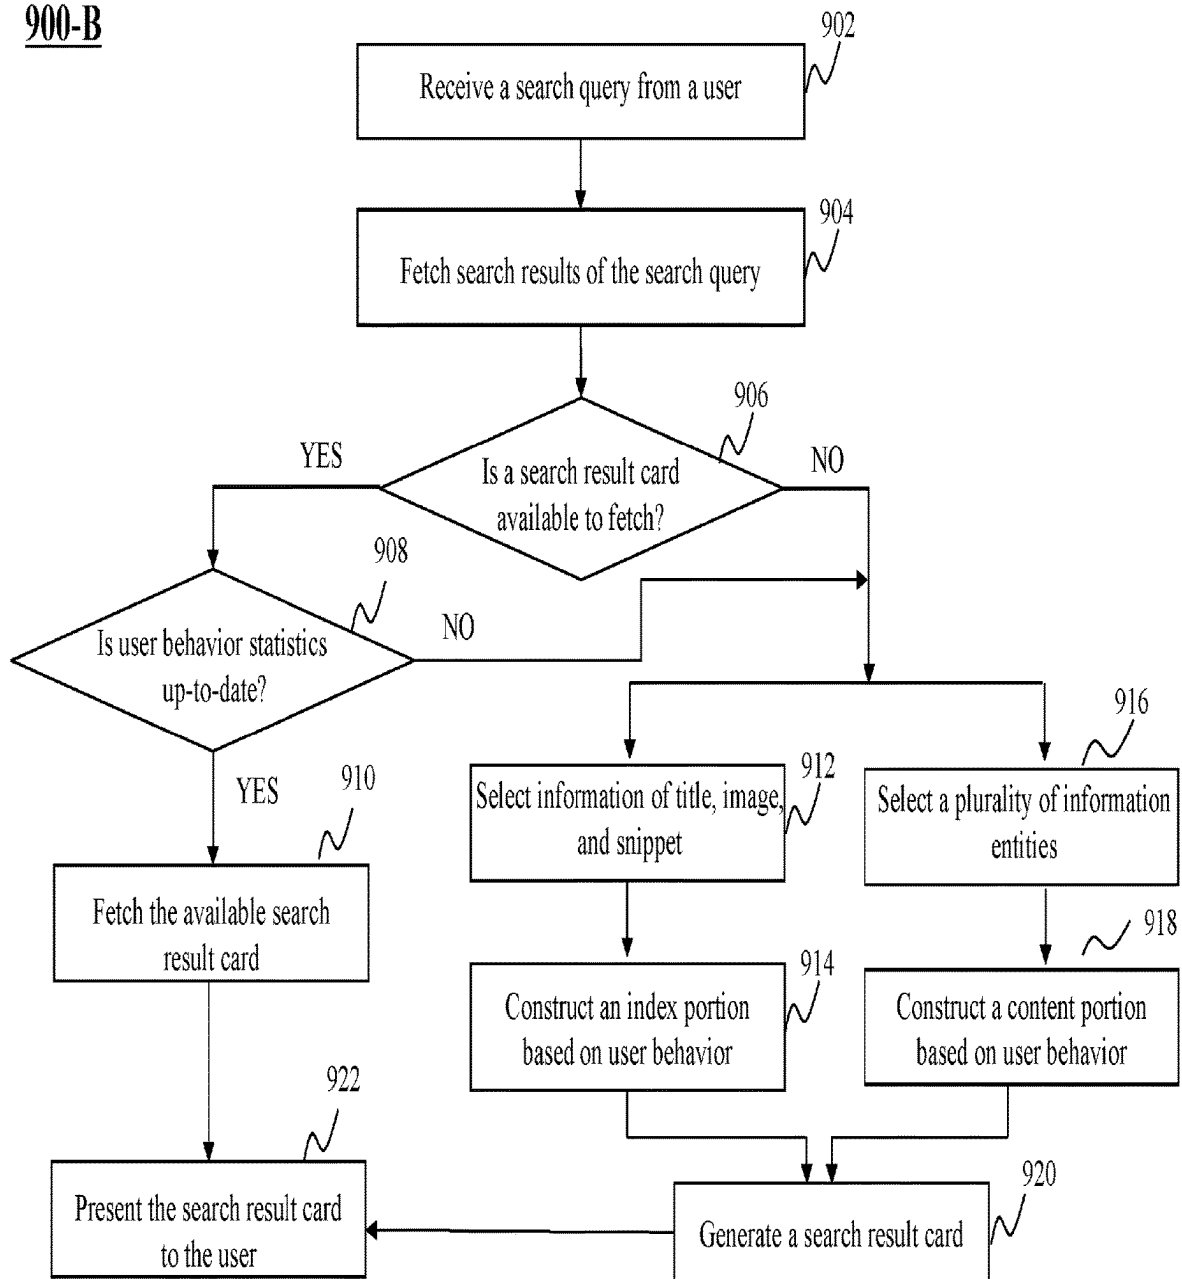 900-B
902
Receive a search query from a user
904
Fetch search results of the search query
906
YES
NO
Is a search result card
available to fetch?
908
NO
Is user behavior statistics
up-to-date?
916
912
910
YES
Select information of title, image,
and snippet
Select a plurality of information
entities
Fetch the available search
result card
918
914
Construct an index portion
based on user behavior
Construct a content portion
based on user behavior
922
920
Present the search result card
to the user
Generate a search result card